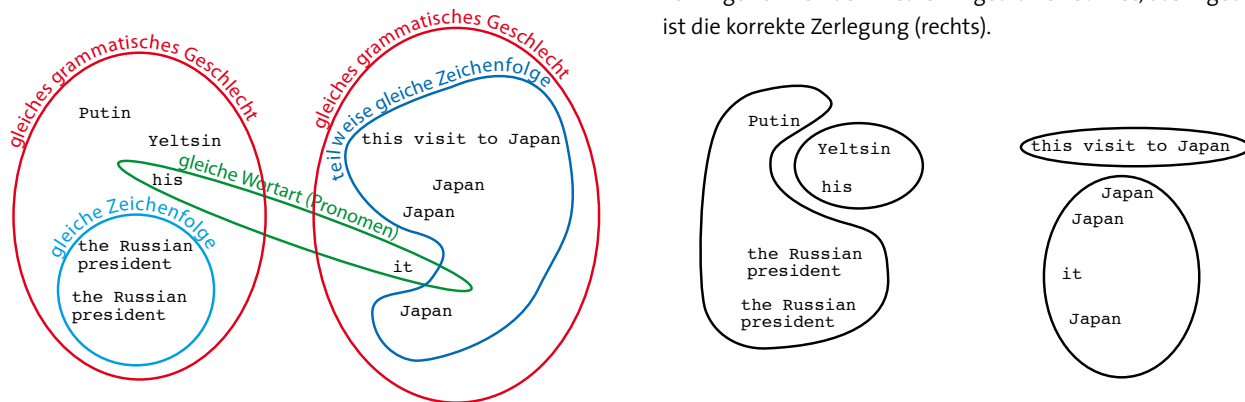 ist die korrekte Zerlegung (rechts).
gleiches grammatisches Geschlecht
Putin
Yeltsin
gleiche Wortart (Pronomen)
his
gleiche Zeichenfolge
the Russian
president
the Russian
president
gleiches grammatisches Geschlecht
teilweise gleiche Zeichenfolge
this visit to Japan
Japan
Japan
it
Japan
Putin
Yeltsin
his
the Russian
president
the Russian
president
this visit to Japan
Japan
Japan
it
Japan